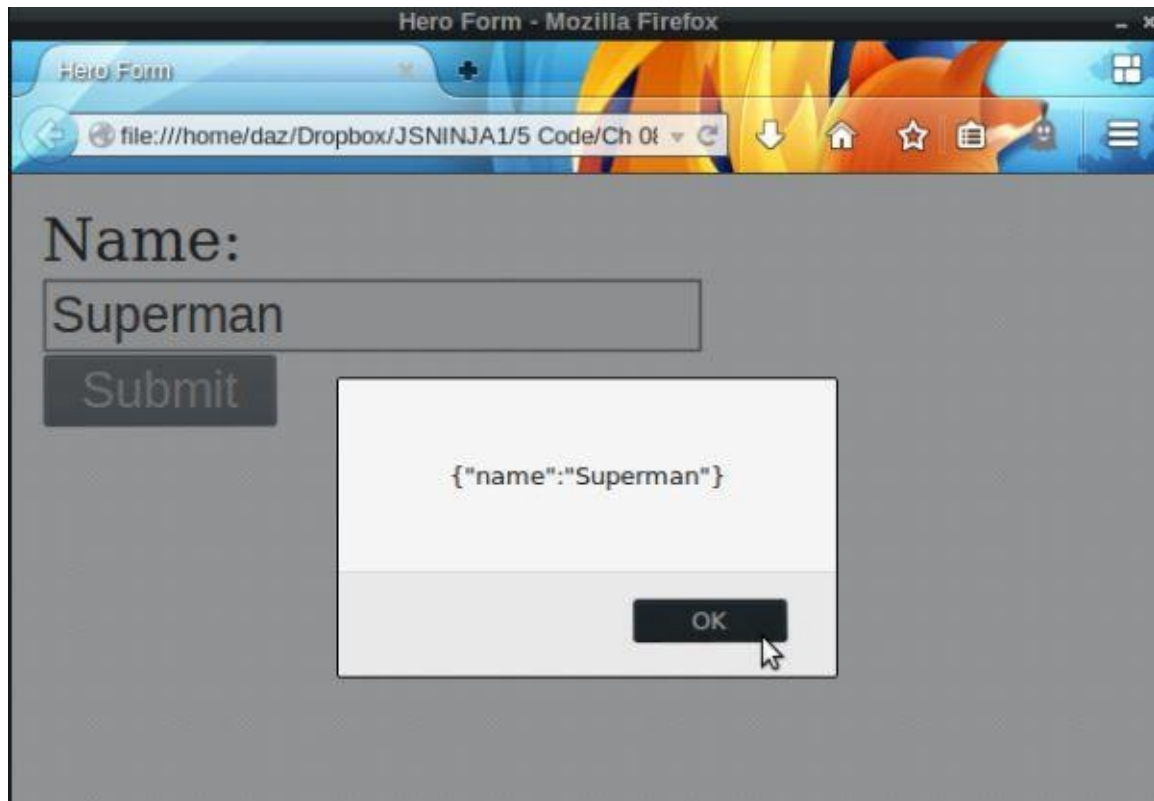 Hero Form - Mozilla Firefox
Hero Form
file:///home/daz/Dropbox/JSNINJA1/5 Code/Ch 08
Name:
Superman
Submit
{"name":"Superman"}
OK